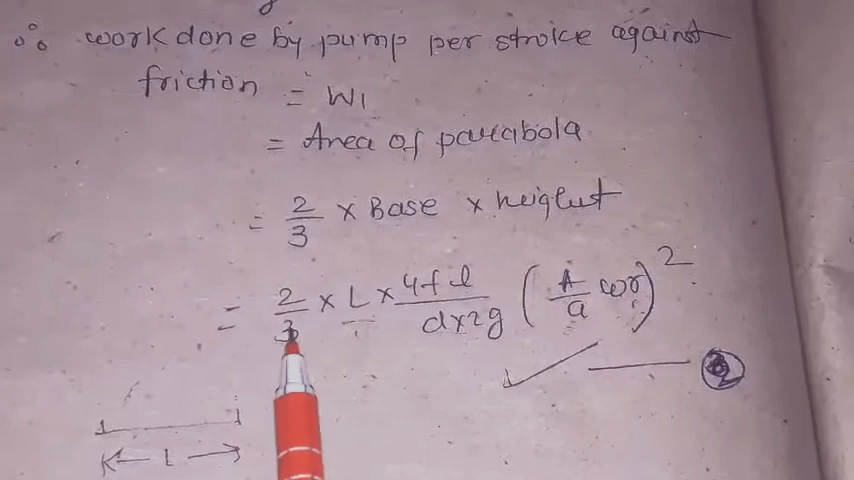 ∴ work done by pump per stroke against
friction = W1
= Area of parabola
= 2/3 × Base × height
= 2/3 × L × 4fl/d×2g (A/a ωr)²
L